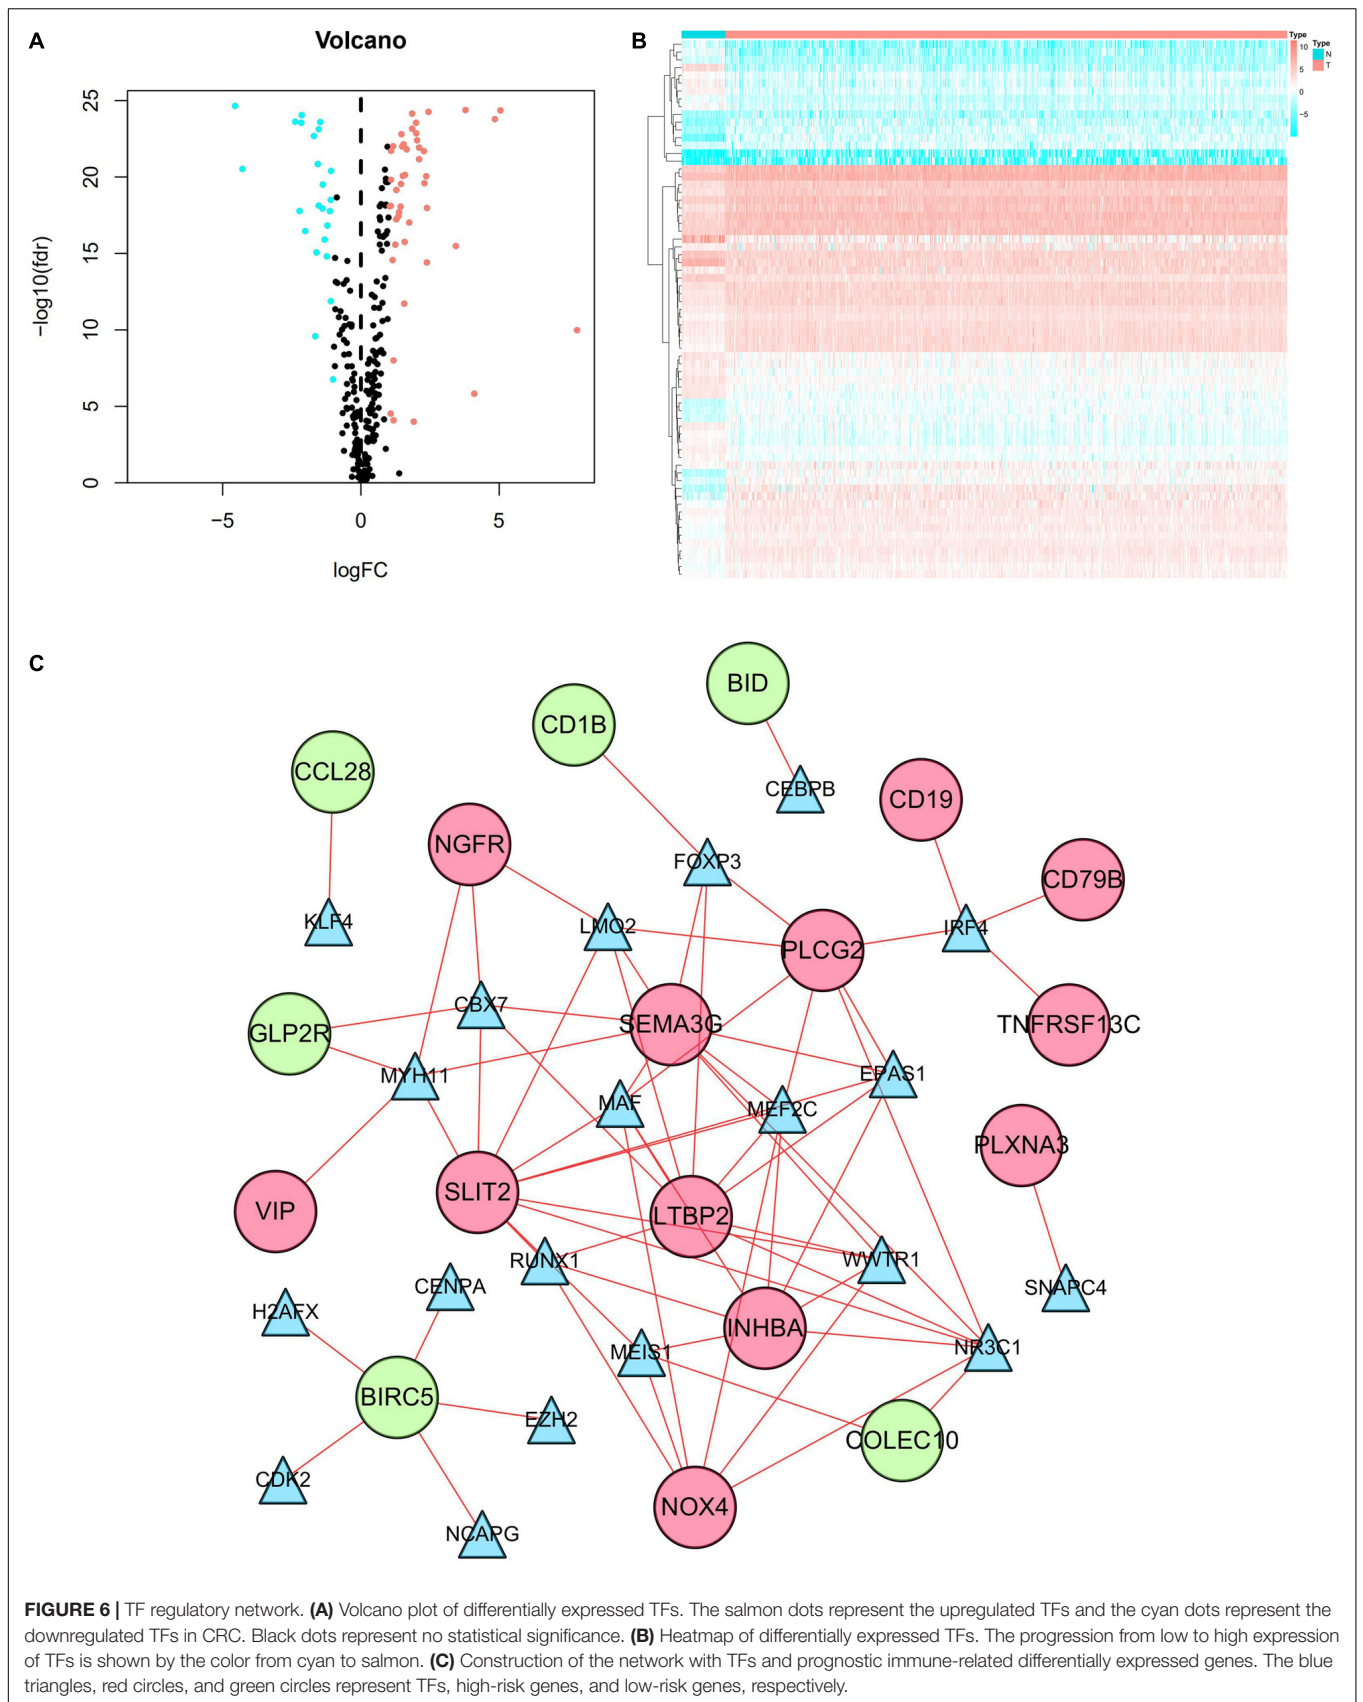 A
Volcano
25
20
15
10
5
0
−log10(fdr)
−5
0
5
logFC
B
Type
10
5
0
−5
Type
N
T
C
BID
CD1B
CCL28
CEBPB
CD19
NGFR
FOXP3
CD79B
KLF4
LMO2
IRF4
PLCG2
CBX7
SEMA3G
TNFRSF13C
GLP2R
MYH11
EPAS1
MAF
MEF2C
PLXNA3
SLIT2
VIP
LTBP2
RUNX1
WWTR1
CENPA
SNAPC4
H2AFX
INHBA
MEIS1
NR3C1
BIRC5
EZH2
COLEC10
CDK2
NOX4
NCAPG
FIGURE 6 | TF regulatory network. (A) Volcano plot of differentially expressed TFs. The salmon dots represent the upregulated TFs and the cyan dots represent the
downregulated TFs in CRC. Black dots represent no statistical significance. (B) Heatmap of differentially expressed TFs. The progression from low to high expression
of TFs is shown by the color from cyan to salmon. (C) Construction of the network with TFs and prognostic immune-related differentially expressed genes. The blue
triangles, red circles, and green circles represent TFs, high-risk genes, and low-risk genes, respectively.